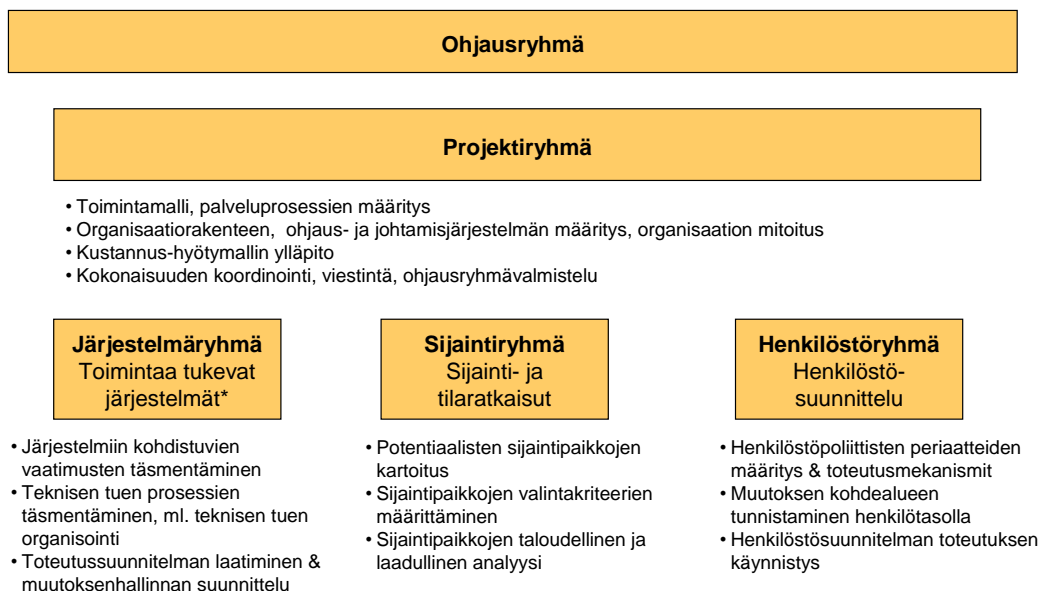 Ohjausryhmä
Projektiryhmä
• Toimintamalli, palveluprosessien määritys
• Organisaatiorakenteen, ohjaus- ja johtamisjärjestelmän määritys, organisaation mitoitus
• Kustannus-hyötymallin ylläpito
• Kokonaisuuden koordinointi, viestintä, ohjausryhmävalmistelu
Järjestelmäryhmä
Toimintaa tukevat
järjestelmät*
• Järjestelmiin kohdistuvien
vaatimusten täsmentäminen
• Teknisen tuen prosessien
täsmentäminen, ml. teknisen tuen
organisointi
• Toteutussuunnitelman laatiminen &
muutoksenhallinnan suunnittelu
Sijaintiryhmä
Sijainti- ja
tilaratkaisut
• Potentiaalisten sijaintipaikkojen
kartoitus
• Sijaintipaikkojen valintakriteerien
määrittäminen
• Sijaintipaikkojen taloudellinen ja
laadullinen analyysi
Henkilöstöryhmä
Henkilöstö-
suunnittelu
• Henkilöstöpoliittisten periaatteiden
määritys & toteutusmekanismit
• Muutoksen kohdealueen
tunnistaminen henkilötasolla
• Henkilöstösuunnitelman toteutuksen
käynnistys